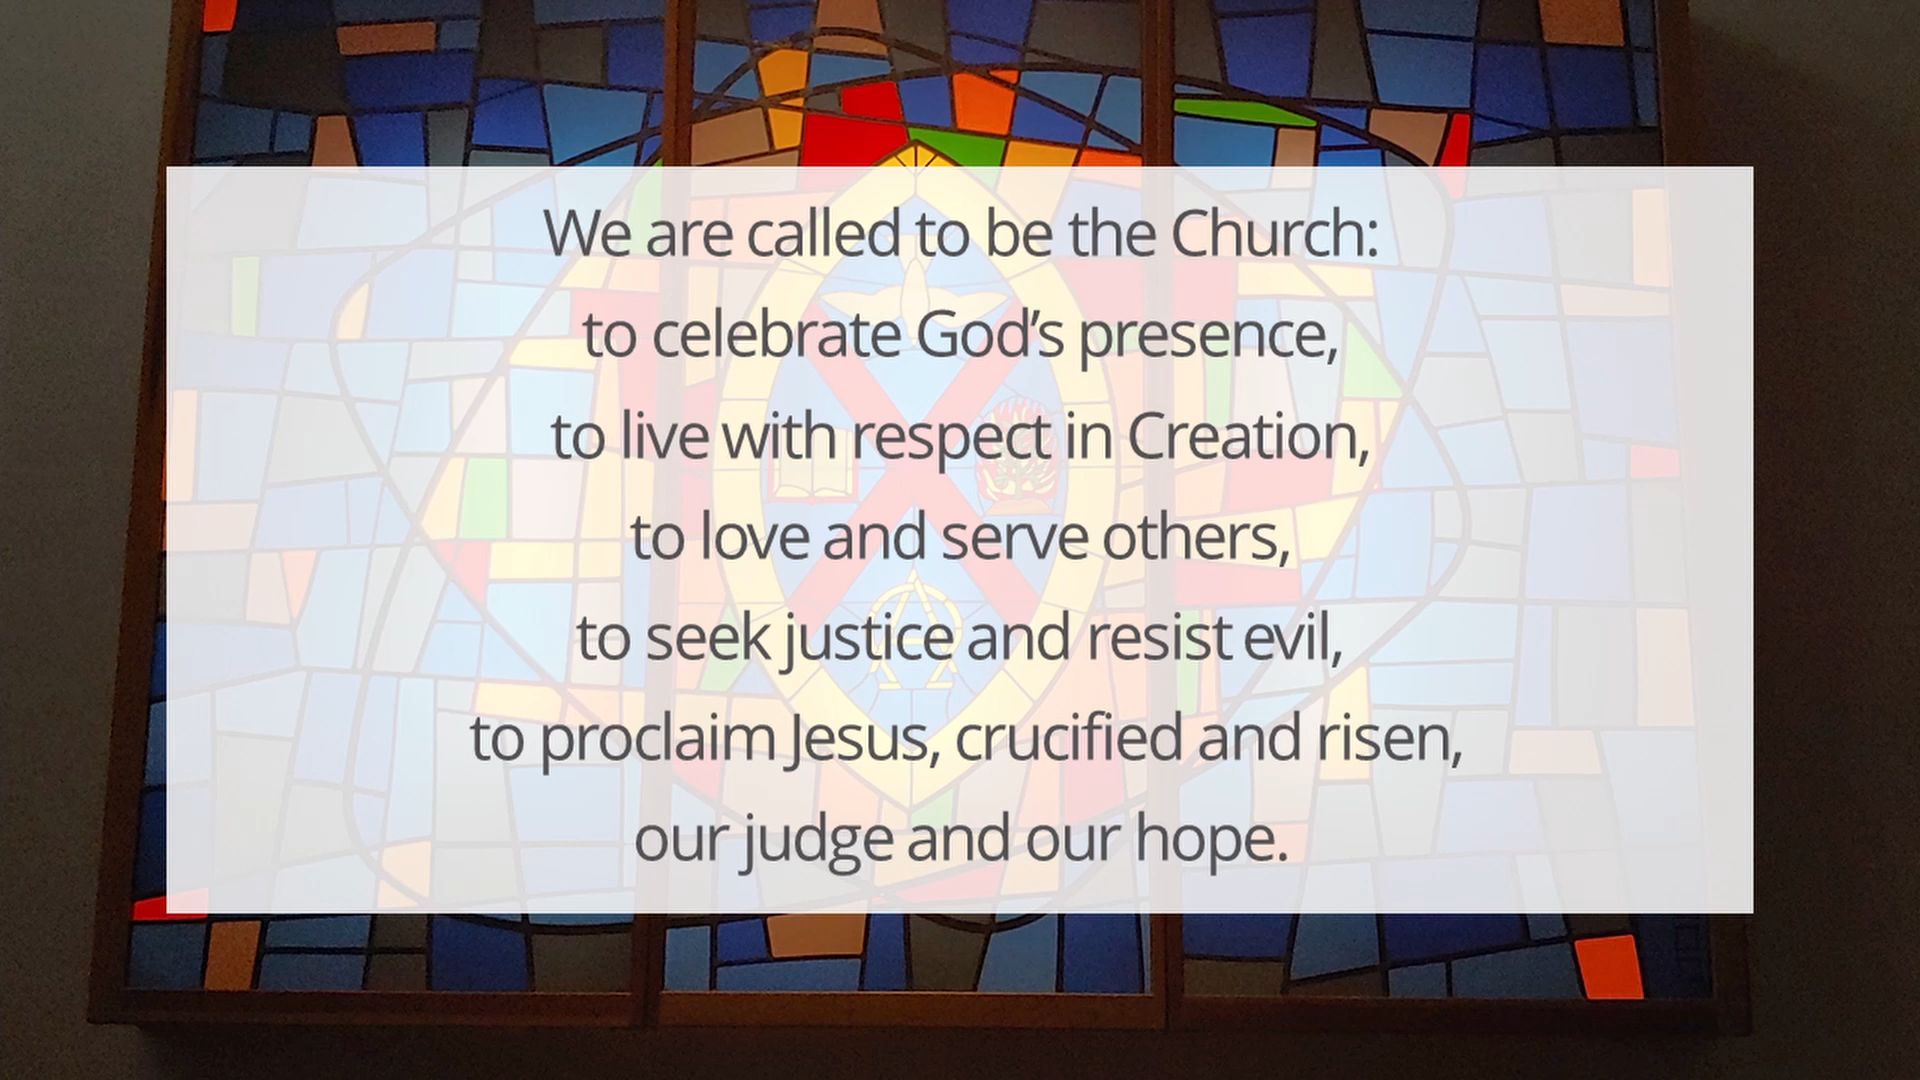 We are called to be the Church:
to celebrate God’s presence,
to live with respect in Creation,
to love and serve others,
to seek justice and resist evil,
to proclaim Jesus, crucified and risen,
our judge and our hope.